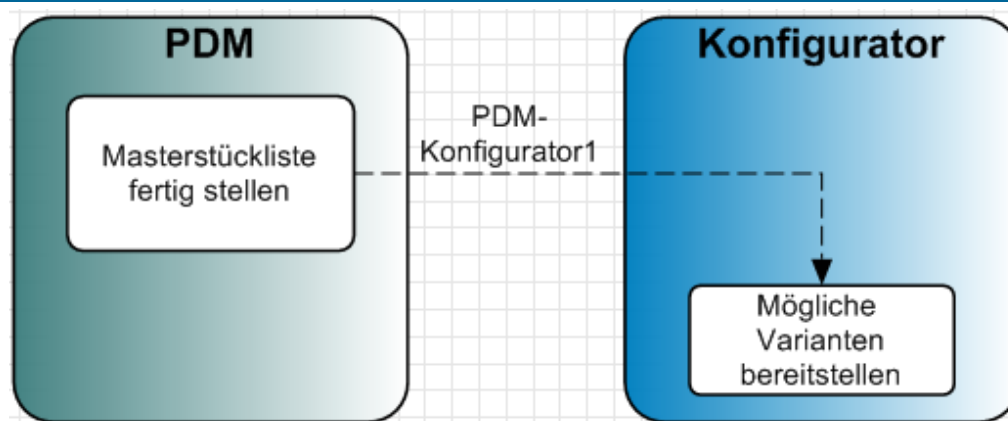 PDM
Konfigurator
Masterstückliste
fertig stellen
PDM-
Konfigurator1
Mögliche
Varianten
bereitstellen